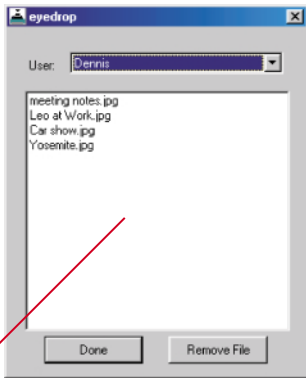 eyedrop
User: Dennis
meeting notes.jpg
Leo at Work.jpg
Car show.jpg
Yosemite.jpg
Done Remove File